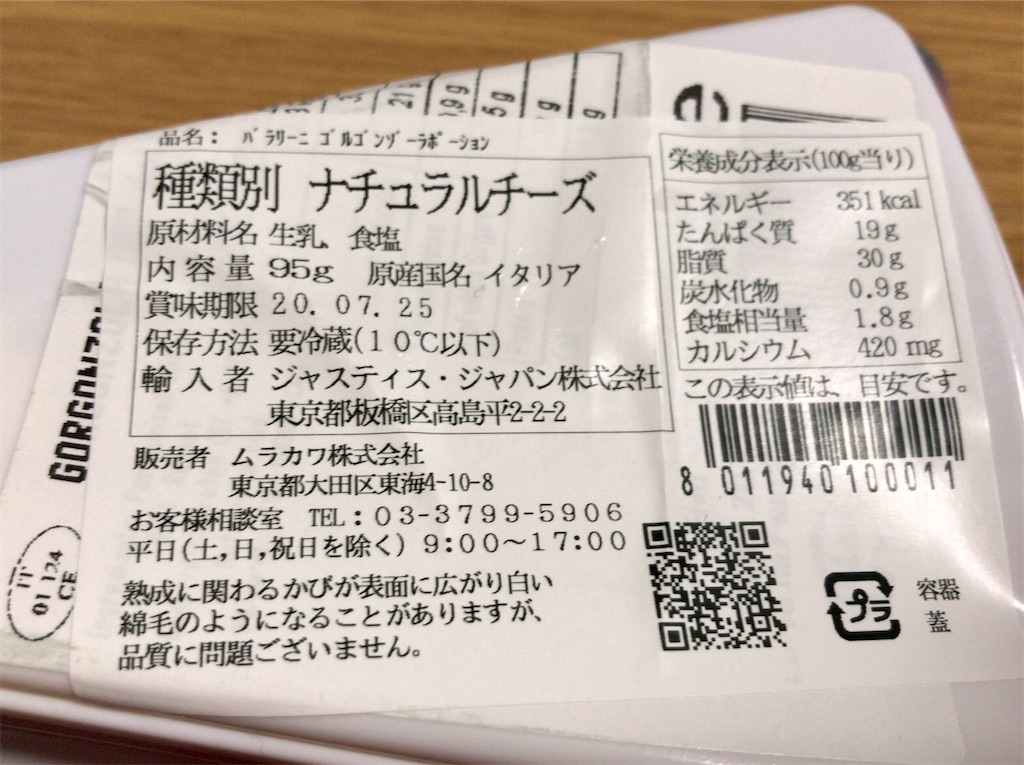 品名： ﾊﾞﾗﾘｰﾆ ｺﾞﾙｺﾞﾝｿﾞｰﾗﾎﾟｰｼｮﾝ
種類別 ナチュラルチーズ
原材料名 生乳、食塩
内容量 95g 原産国名 イタリア
賞味期限 20.07.25
保存方法 要冷蔵(10℃以下)
輸入者 ジャスティス・ジャパン株式会社
東京都板橋区高島平2-2-2
販売者 ムラカワ株式会社
東京都大田区東海4-10-8
お客様相談室 TEL：03-3799-5906
平日(土,日,祝日を除く) 9:00～17:00
熟成に関わるかびが表面に広がり白い
綿毛のようになることがありますが、
品質に問題ございません。
栄養成分表示(100g当り)
エネルギー 351kcal
たんぱく質 19g
脂質 30g
炭水化物 0.9g
食塩相当量 1.8g
カルシウム 420mg
この表示値は、目安です。
8 011940 100011
プラ
容器
蓋
IT
01 124
CE